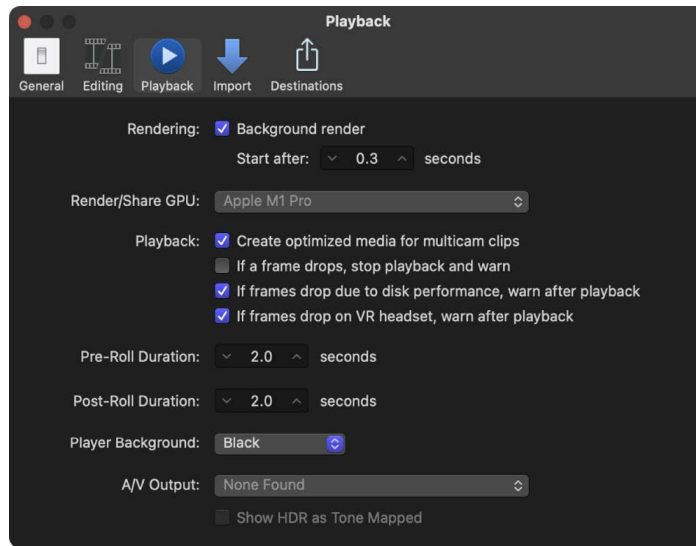 Playback
General Editing Playback Import Destinations
Rendering: Background render
Start after: 0.3 seconds
Render/Share GPU: Apple M1 Pro
Playback: Create optimized media for multicam clips
If a frame drops, stop playback and warn
If frames drop due to disk performance, warn after playback
If frames drop on VR headset, warn after playback
Pre-Roll Duration: 2.0 seconds
Post-Roll Duration: 2.0 seconds
Player Background: Black
A/V Output: None Found
Show HDR as Tone Mapped